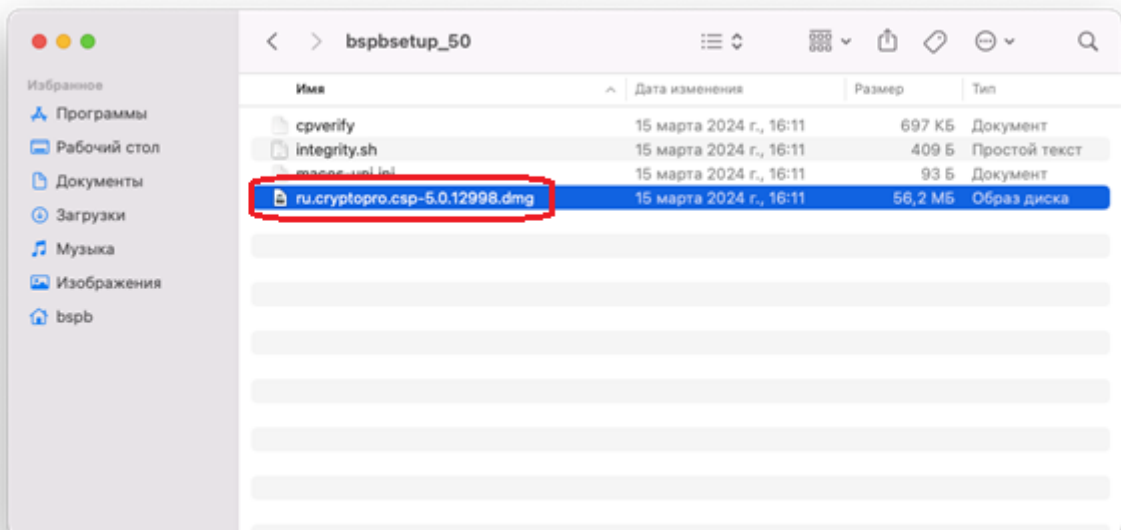 bspbsetup_50
Избранное
Программы
Рабочий стол
Документы
Загрузки
Музыка
Изображения
bspb
Имя Дата изменения Размер Тип
cpverify 15 марта 2024 г., 16:11 697 КБ Документ
integrity.sh 15 марта 2024 г., 16:11 409 Б Простой текст
macos-uni.ini 15 марта 2024 г., 16:11 93 Б Документ
ru.cryptopro.csp-5.0.12998.dmg 15 марта 2024 г., 16:11 56,2 МБ Образ диска